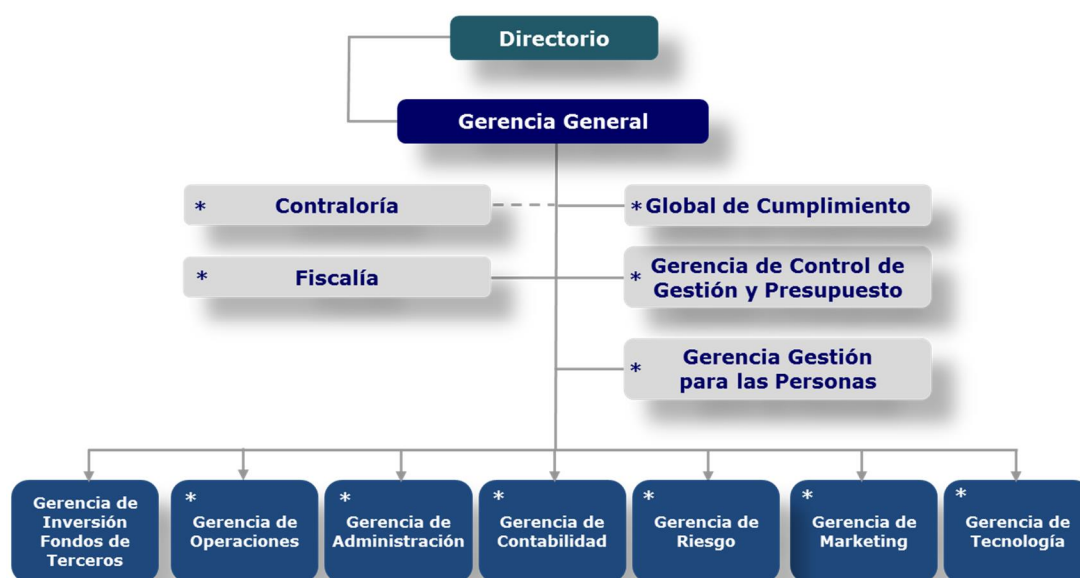 Directorio
Gerencia General
* Contraloría
* Global de Cumplimiento
* Fiscalía
* Gerencia de Control de
Gestión y Presupuesto
* Gerencia Gestión
para las Personas
Gerencia de
Inversión
Fondos de
Terceros
*
Gerencia de
Operaciones
*
Gerencia de
Administración
*
Gerencia de
Contabilidad
*
Gerencia de
Riesgo
*
Gerencia de
Marketing
*
Gerencia de
Tecnología